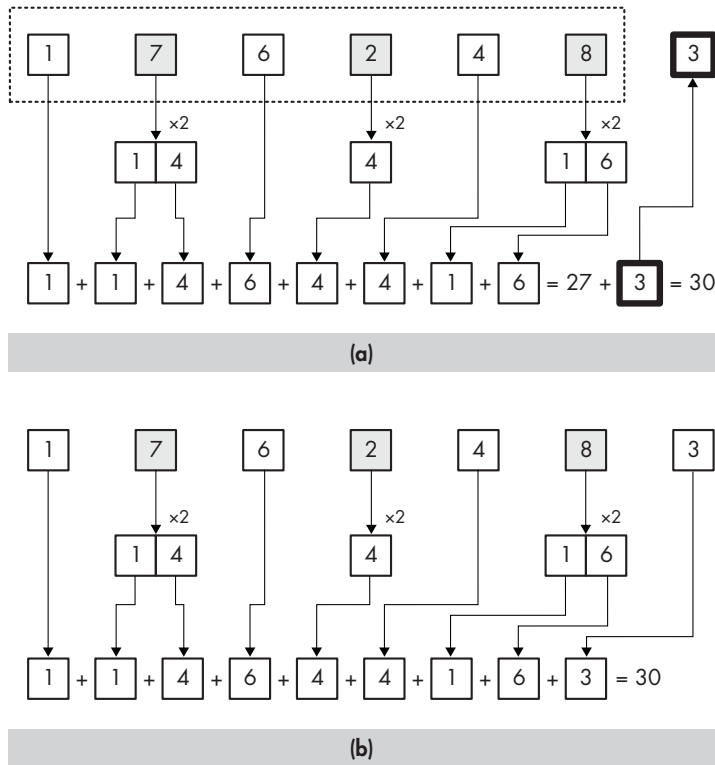 1 7 6 2 4 8 3
×2 ×2 ×2
1 4 4 1 6
1 + 1 + 4 + 6 + 4 + 4 + 1 + 6 = 27 + 3 = 30
(a)
1 7 6 2 4 8 3
×2 ×2 ×2
1 4 4 1 6
1 + 1 + 4 + 6 + 4 + 4 + 1 + 6 + 3 = 30
(b)